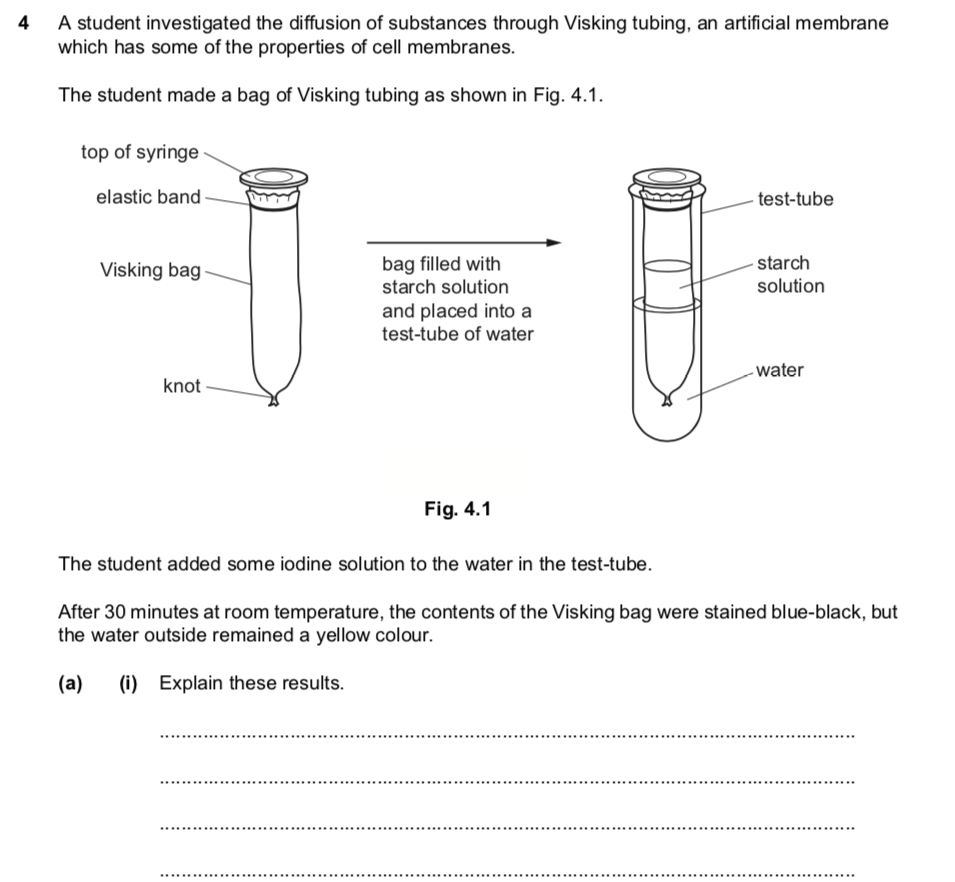 4 A student investigated the diffusion of substances through Visking tubing, an artificial membrane
which has some of the properties of cell membranes.
The student made a bag of Visking tubing as shown in Fig. 4.1.
top of syringe
elastic band
Visking bag
knot
bag filled with
starch solution
and placed into a
test-tube of water
test-tube
starch
solution
water
Fig. 4.1
The student added some iodine solution to the water in the test-tube.
After 30 minutes at room temperature, the contents of the Visking bag were stained blue-black, but
the water outside remained a yellow colour.
(a) (i) Explain these results.